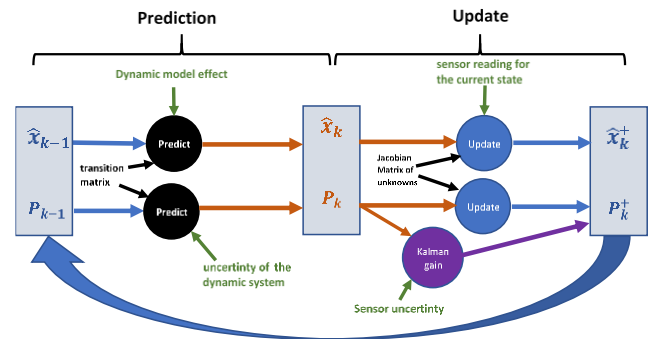 Prediction
Update
Dynamic model effect
sensor reading for
the current state
x̂k−1
Predict
x̂k
Update
x̂k+
transition
matrix
Jacobian
Matrix of
unknowns
Pk−1
Predict
Pk
Update
Pk+
Kalman
gain
uncertinty of the
dynamic system
Sensor uncertinty